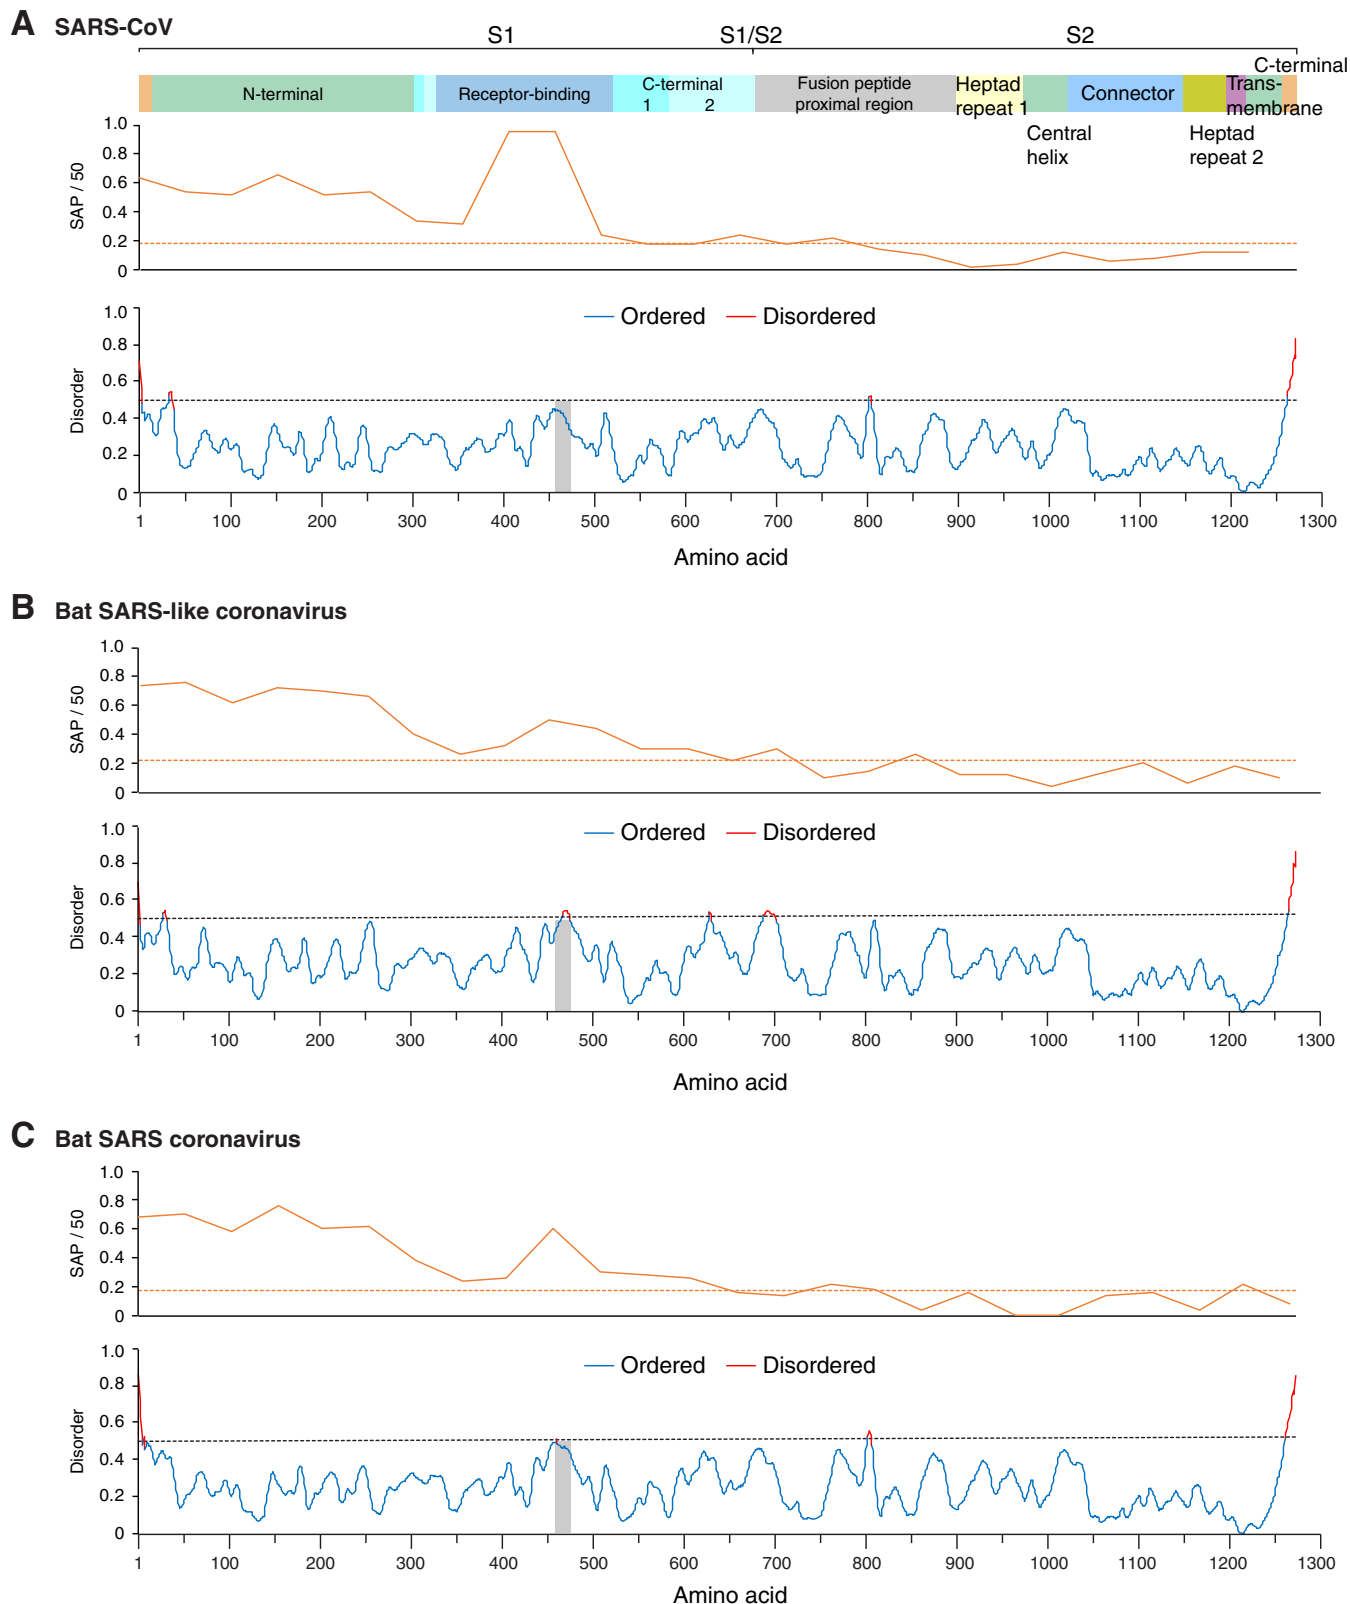 A SARS-CoV
S1 S1/S2 S2
C-terminal
N-terminal Receptor-binding C-terminal 1 2 Fusion peptide proximal region Heptad repeat 1 Connector Trans-membrane
Central helix Heptad repeat 2
SAP / 50
1.0
0.8
0.6
0.4
0.2
0
Ordered Disordered
Disorder
1.0
0.8
0.6
0.4
0.2
0
1 100 200 300 400 500 600 700 800 900 1000 1100 1200 1300
Amino acid
B Bat SARS-like coronavirus
SAP / 50
1.0
0.8
0.6
0.4
0.2
0
Ordered Disordered
Disorder
1.0
0.8
0.6
0.4
0.2
0
1 100 200 300 400 500 600 700 800 900 1000 1100 1200 1300
Amino acid
C Bat SARS coronavirus
SAP / 50
1.0
0.8
0.6
0.4
0.2
0
Ordered Disordered
Disorder
1.0
0.8
0.6
0.4
0.2
0
1 100 200 300 400 500 600 700 800 900 1000 1100 1200 1300
Amino acid